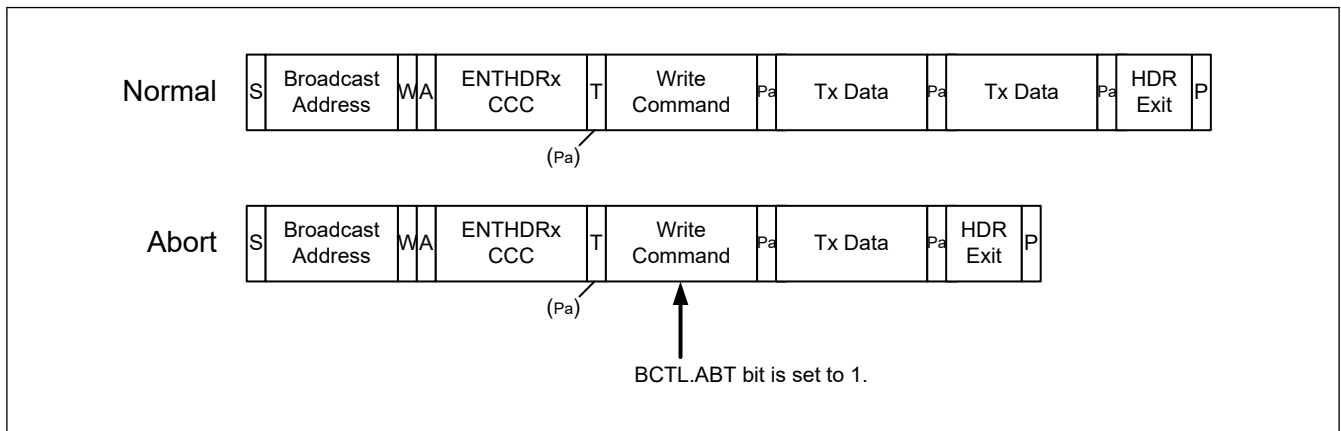 Normal
S
Broadcast
Address
W
A
ENTHDRx
CCC
T
Write
Command
Pa
Tx Data
Pa
Tx Data
Pa
HDR
Exit
P
(Pa)
Abort
S
Broadcast
Address
W
A
ENTHDRx
CCC
T
Write
Command
Pa
Tx Data
Pa
HDR
Exit
P
(Pa)
BCTL.ABT bit is set to 1.